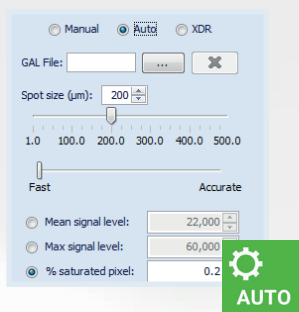 Manual Auto XDR
GAL File: ...
Spot size (µm): 200
1.0 100.0 200.0 300.0 400.0 500.0
Fast Accurate
Mean signal level: 22,000
Max signal level: 60,000
% saturated pixel: 0.2
AUTO